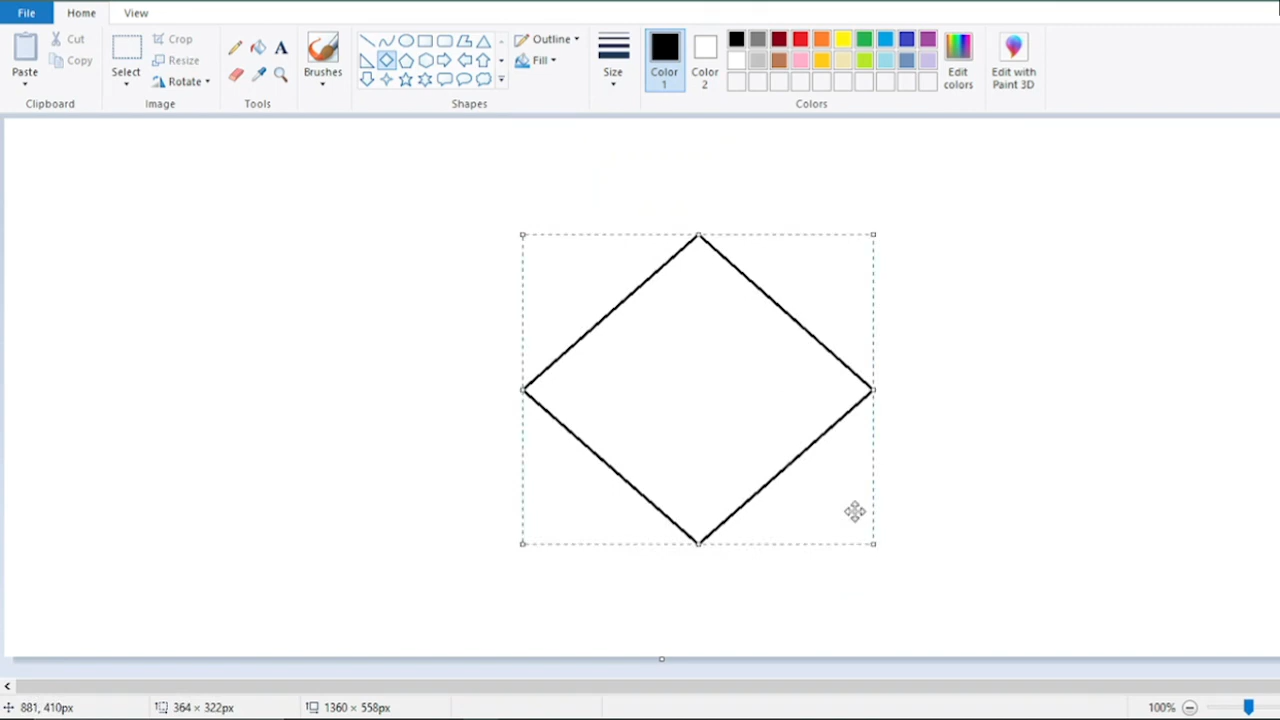 File Home View
Paste
Cut
Copy
Clipboard
Select
Crop
Resize
Rotate
Image
Tools
Brushes
Outline
Fill
Shapes
Size
Color 1
Color 2
Edit colors
Colors
Edit with Paint 3D
881, 410px 364 × 322px 1360 × 558px 100%